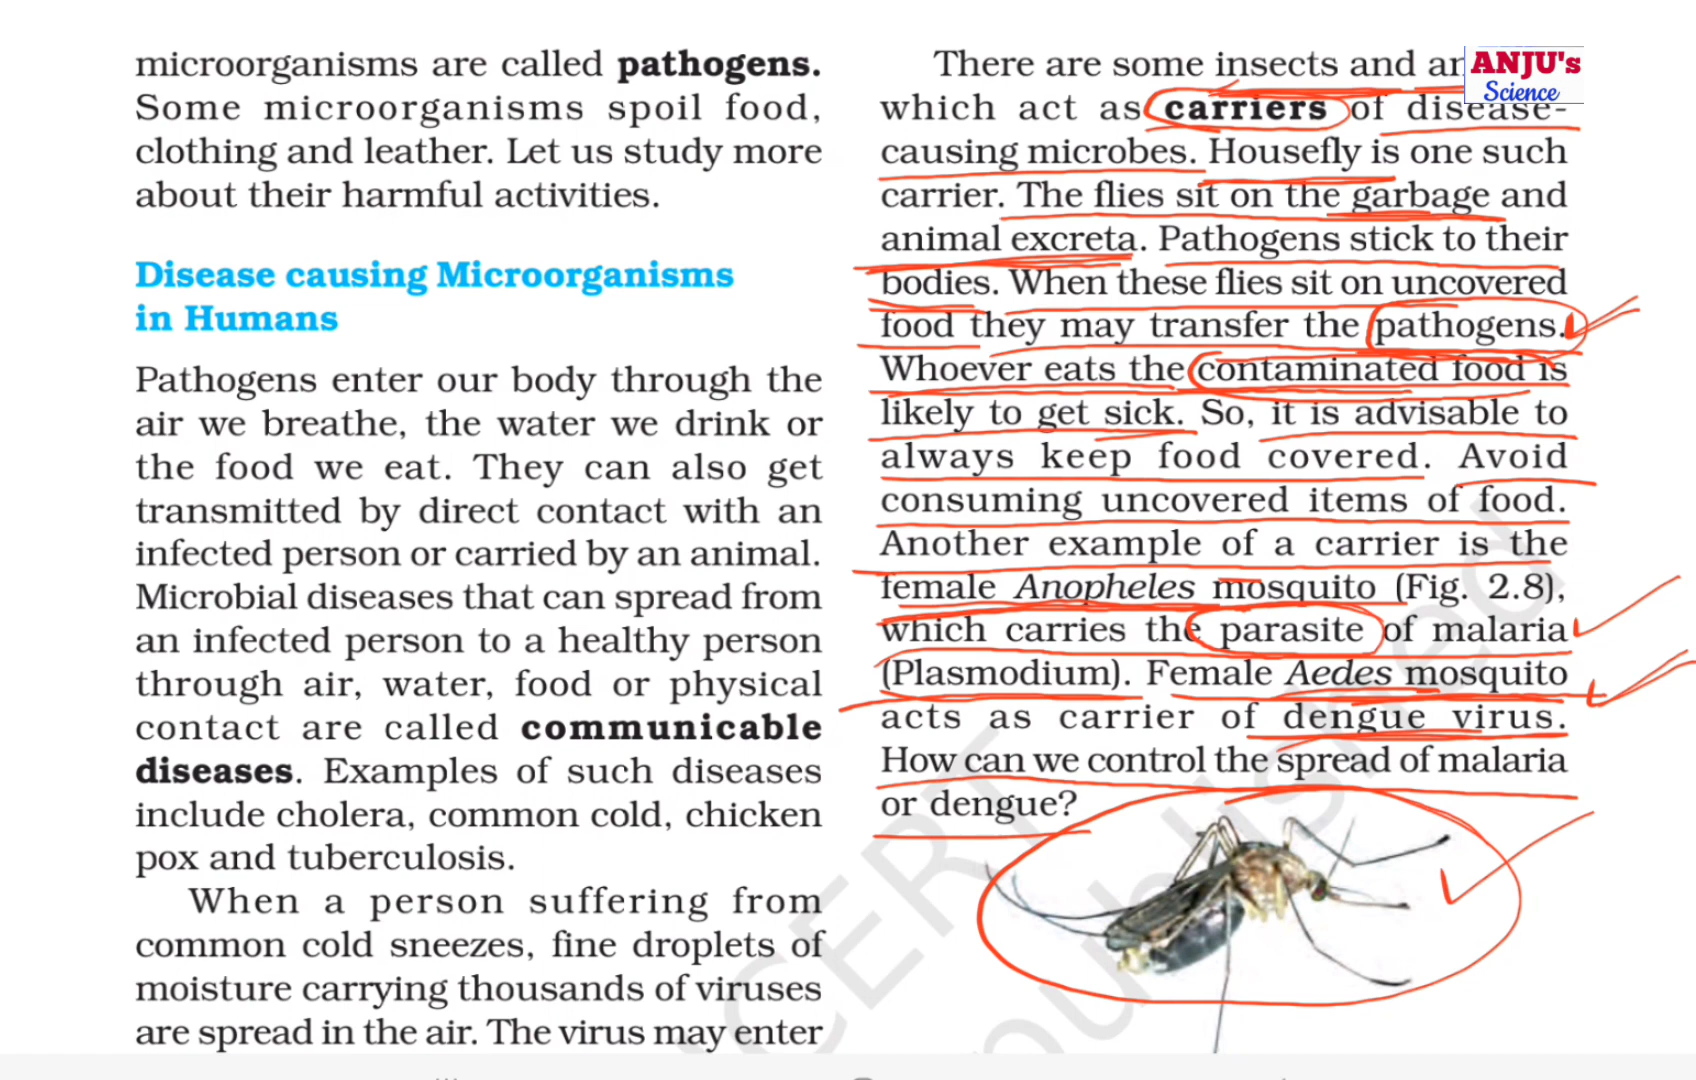 microorganisms are called pathogens.
Some microorganisms spoil food,
clothing and leather. Let us study more
about their harmful activities.
Disease causing Microorganisms
in Humans
Pathogens enter our body through the
air we breathe, the water we drink or
the food we eat. They can also get
transmitted by direct contact with an
infected person or carried by an animal.
Microbial diseases that can spread from
an infected person to a healthy person
through air, water, food or physical
contact are called communicable
diseases. Examples of such diseases
include cholera, common cold, chicken
pox and tuberculosis.
When a person suffering from
common cold sneezes, fine droplets of
moisture carrying thousands of viruses
are spread in the air. The virus may enter
There are some insects and
which act as carriers of disease-
causing microbes. Housefly is one such
carrier. The flies sit on the garbage and
animal excreta. Pathogens stick to their
bodies. When these flies sit on uncovered
food they may transfer the pathogens.
Whoever eats the contaminated food is
likely to get sick. So, it is advisable to
always keep food covered. Avoid
consuming uncovered items of food.
Another example of a carrier is the
female Anopheles mosquito (Fig. 2.8),
which carries the parasite of malaria
(Plasmodium). Female Aedes mosquito
acts as carrier of dengue virus.
How can we control the spread of malaria
or dengue?
ANJU's
Science